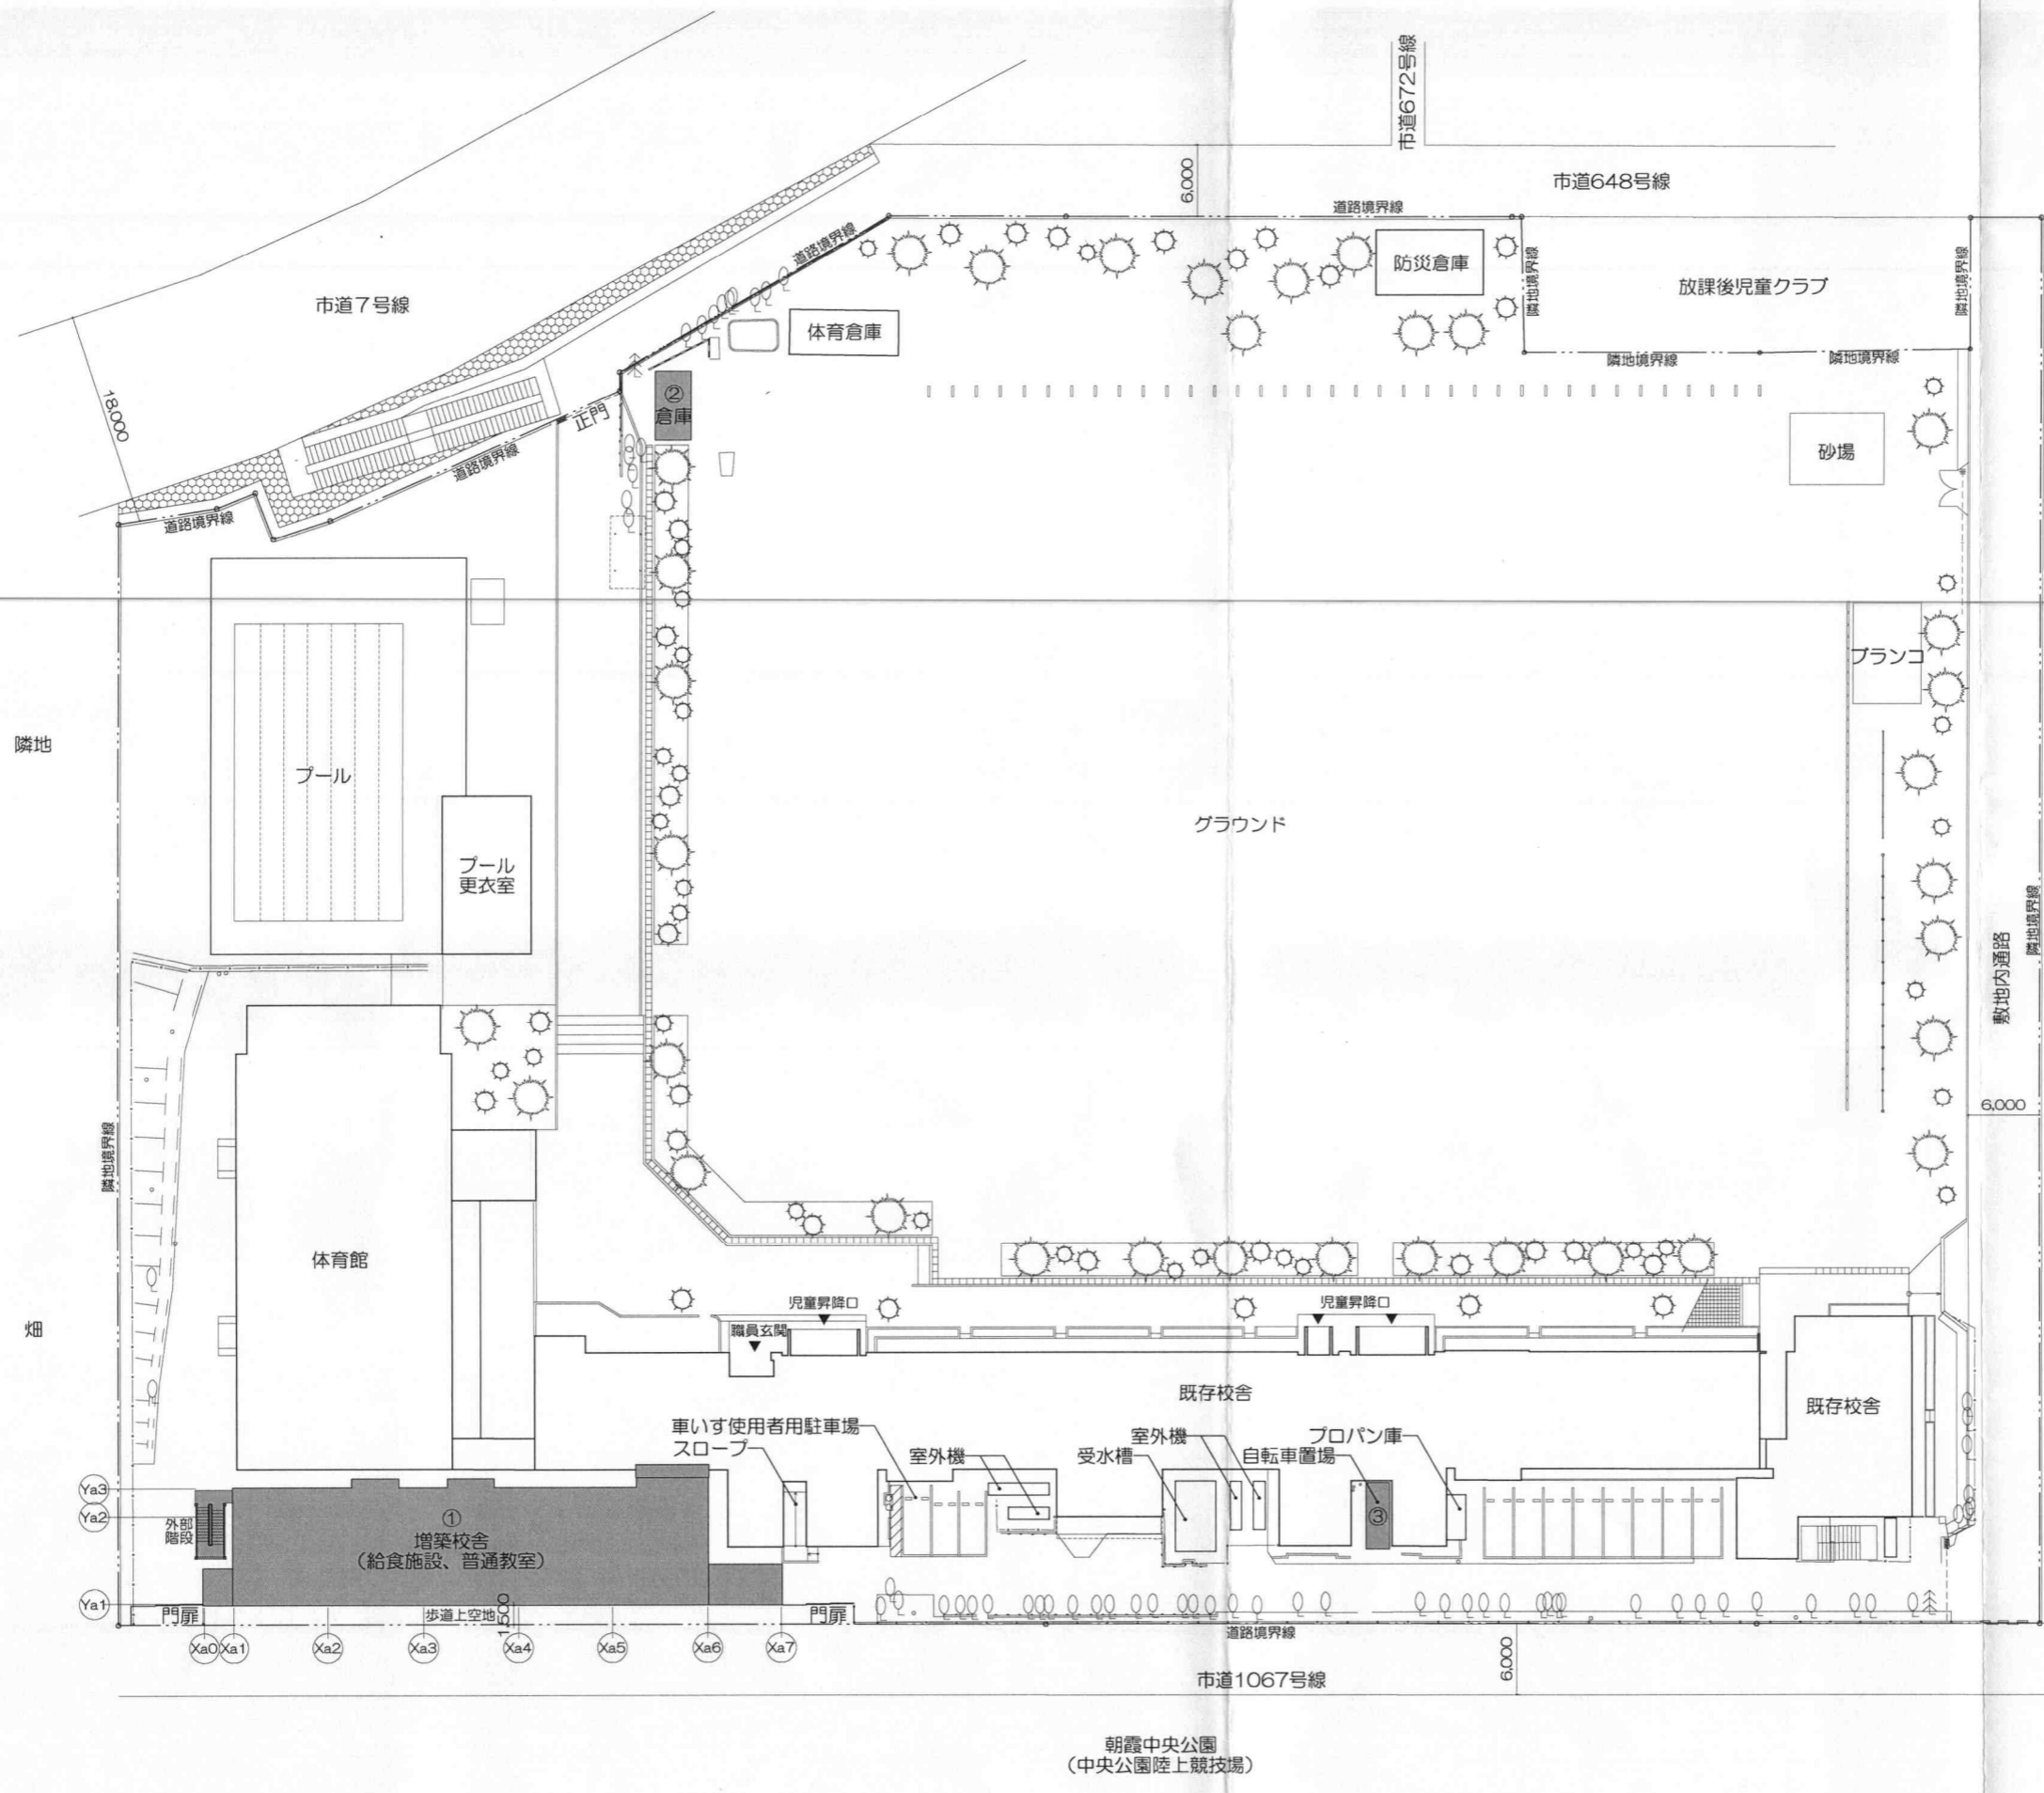 市道672号線
6,000
市道648号線
道路境界線
道路境界線
防災倉庫
隣地境界線
放課後児童クラブ
隣地境界線
市道7号線
体育倉庫
隣地境界線
隣地境界線
18,000
②
倉庫
正門
砂場
道路境界線
道路境界線
ブランコ
隣地
プール
グラウンド
プール
更衣室
隣地境界線
敷地内通路
6,000
隣地境界線
体育館
畑
児童昇降口
児童昇降口
職員玄関
既存校舎
既存校舎
車いす使用者用駐車場
スロープ
室外機
受水槽
室外機
自転車置場
プロパン庫
Ya3
Ya2
外部
階段
①
増築校舎
(給食施設、普通教室)
③
Ya1
門扉
歩道上空地
1,500
門扉
Xa0
Xa1
Xa2
Xa3
Xa4
Xa5
Xa6
Xa7
道路境界線
市道1067号線
6,000
朝霞中央公園
(中央公園陸上競技場)